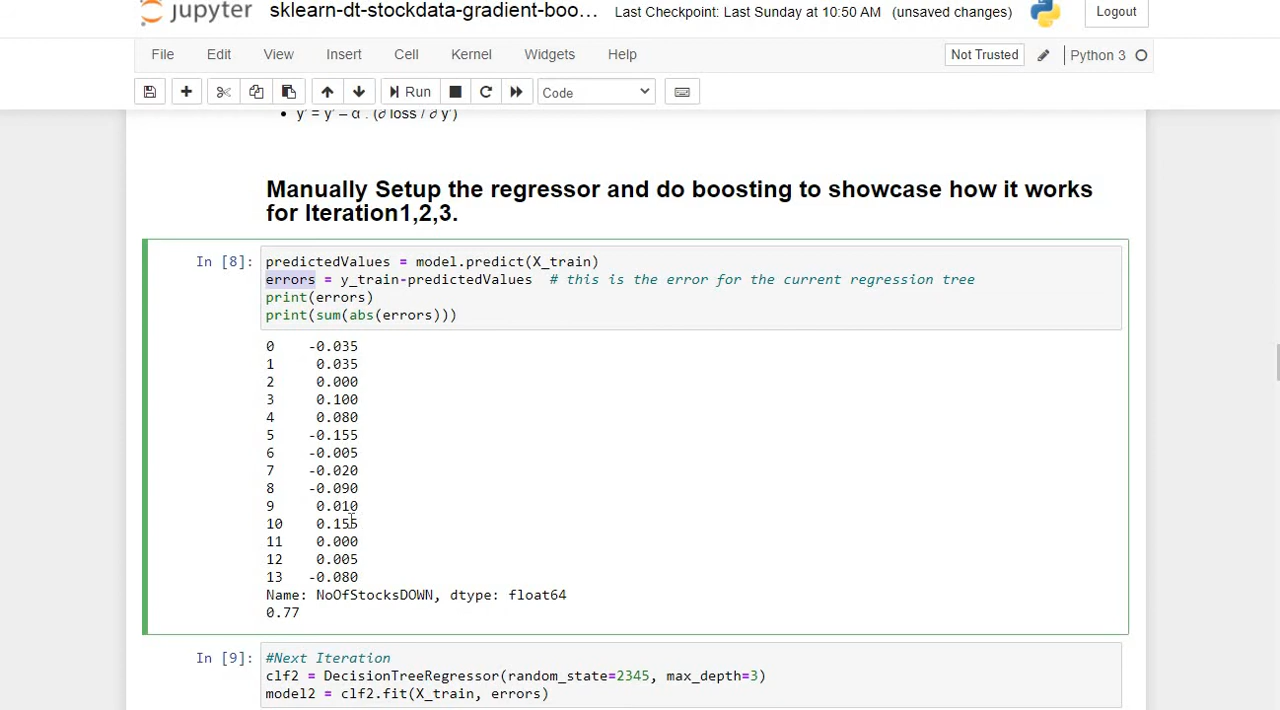 jupyter sklearn-dt-stockdata-gradient-boo... Last Checkpoint: Last Sunday at 10:50 AM (unsaved changes) Logout
File Edit View Insert Cell Kernel Widgets Help Not Trusted Python 3
Run Code
• y' = y' – α . (∂ loss / ∂ y')
Manually Setup the regressor and do boosting to showcase how it works
for Iteration1,2,3.
In [8]: predictedValues = model.predict(X_train)
errors = y_train-predictedValues # this is the error for the current regression tree
print(errors)
print(sum(abs(errors)))
0 -0.035
1 0.035
2 0.000
3 0.100
4 0.080
5 -0.155
6 -0.005
7 -0.020
8 -0.090
9 0.010
10 0.155
11 0.000
12 0.005
13 -0.080
Name: NoOfStocksDOWN, dtype: float64
0.77
In [9]: #Next Iteration
clf2 = DecisionTreeRegressor(random_state=2345, max_depth=3)
model2 = clf2.fit(X_train, errors)